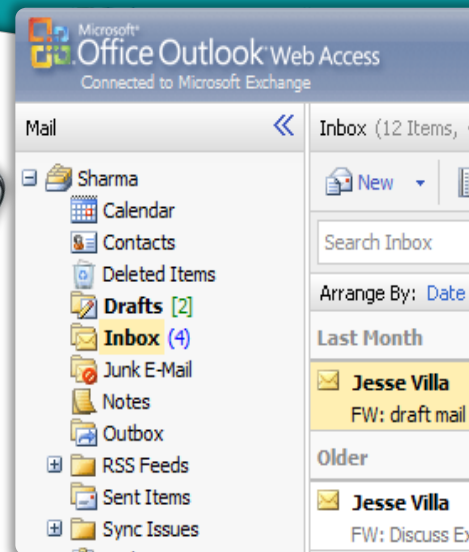 Microsoft®
Office Outlook® Web Access
Connected to Microsoft Exchange
Mail
Sharma
Calendar
Contacts
Deleted Items
Drafts [2]
Inbox (4)
Junk E-Mail
Notes
Outbox
RSS Feeds
Sent Items
Sync Issues
Inbox (12 Items,
New
Search Inbox
Arrange By: Date
Last Month
Jesse Villa
FW: draft mail
Older
Jesse Villa
FW: Discuss Ex